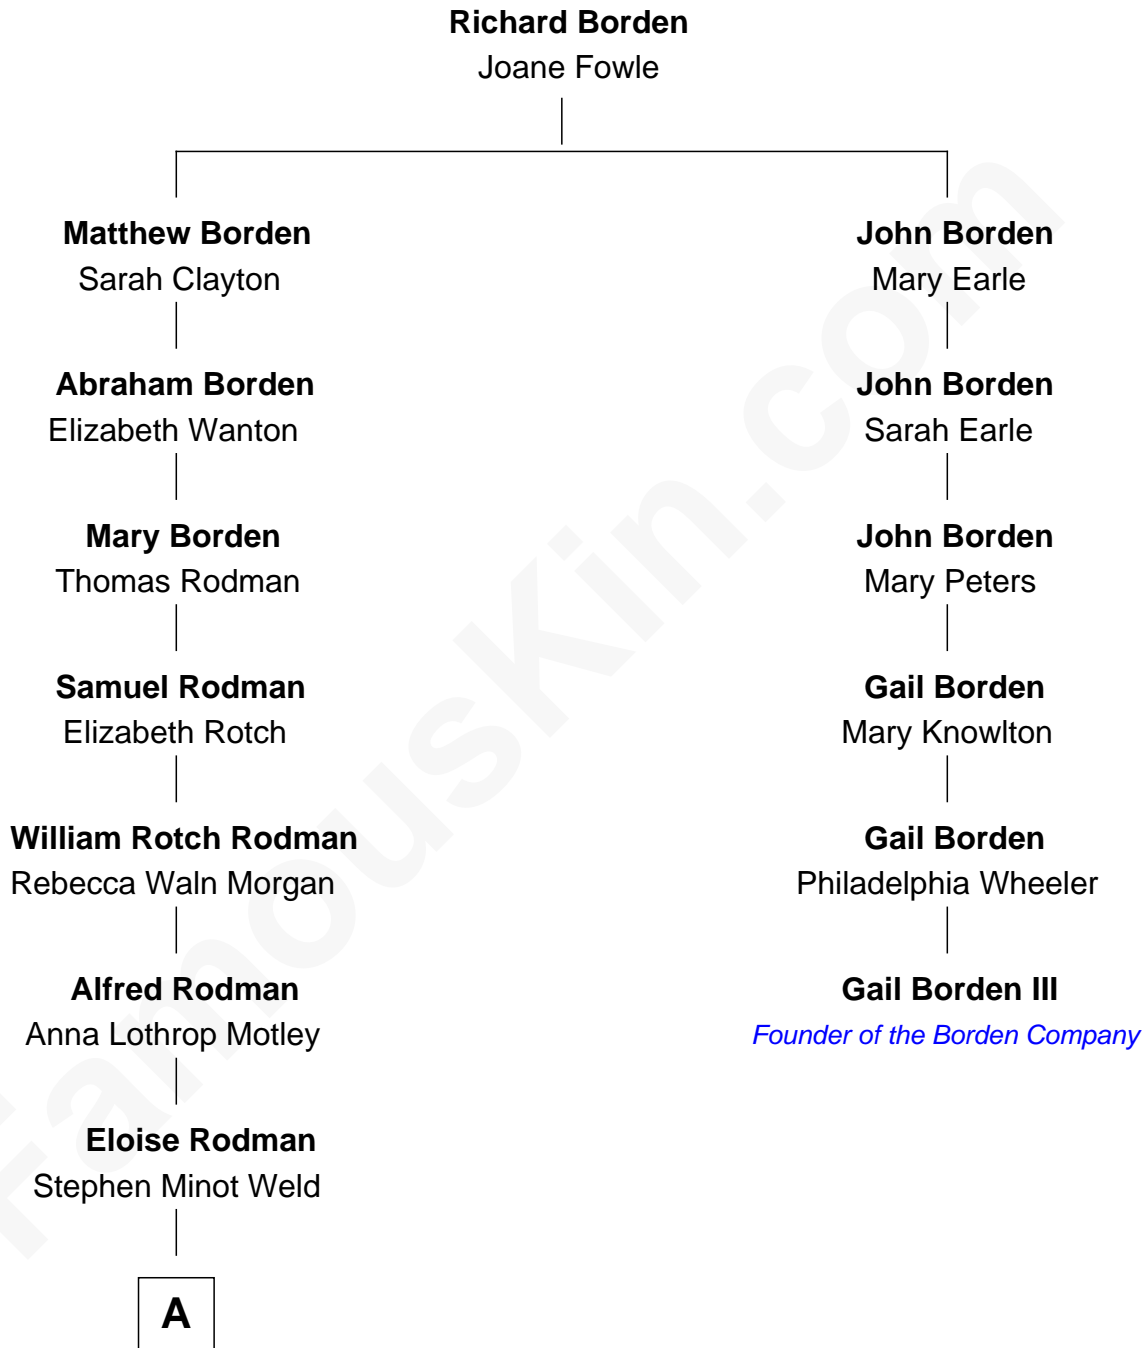 Richard Borden
Joane Fowle
Matthew Borden
Sarah Clayton
Abraham Borden
Elizabeth Wanton
Mary Borden
Thomas Rodman
Samuel Rodman
Elizabeth Rotch
William Rotch Rodman
Rebecca Waln Morgan
Alfred Rodman
Anna Lothrop Motley
Eloise Rodman
Stephen Minot Weld
A
John Borden
Mary Earle
John Borden
Sarah Earle
John Borden
Mary Peters
Gail Borden
Mary Knowlton
Gail Borden
Philadelphia Wheeler
Gail Borden III
Founder of the Borden Company
FamousKin.com